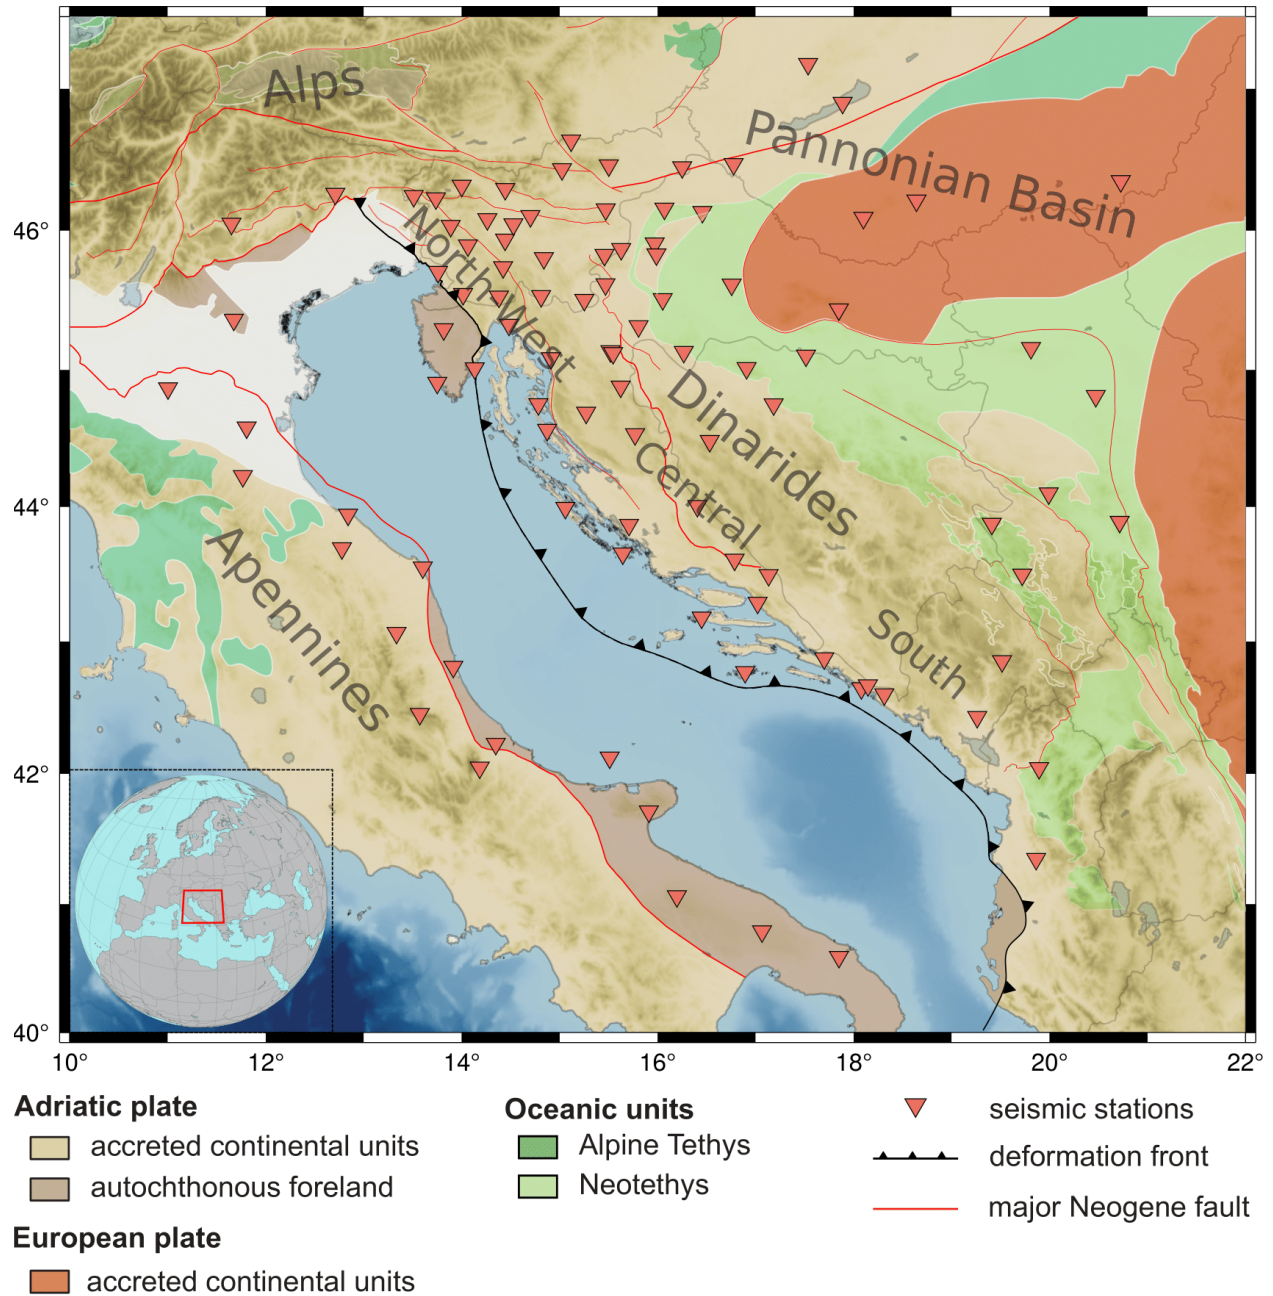 Alps
Pannonian Basin
North-West
Dinarides
Central
South
Apennines
46°
44°
42°
40°
10°
12°
14°
16°
18°
20°
22°
Adriatic plate
accreted continental units
autochthonous foreland
European plate
accreted continental units
Oceanic units
Alpine Tethys
Neotethys
seismic stations
deformation front
major Neogene fault